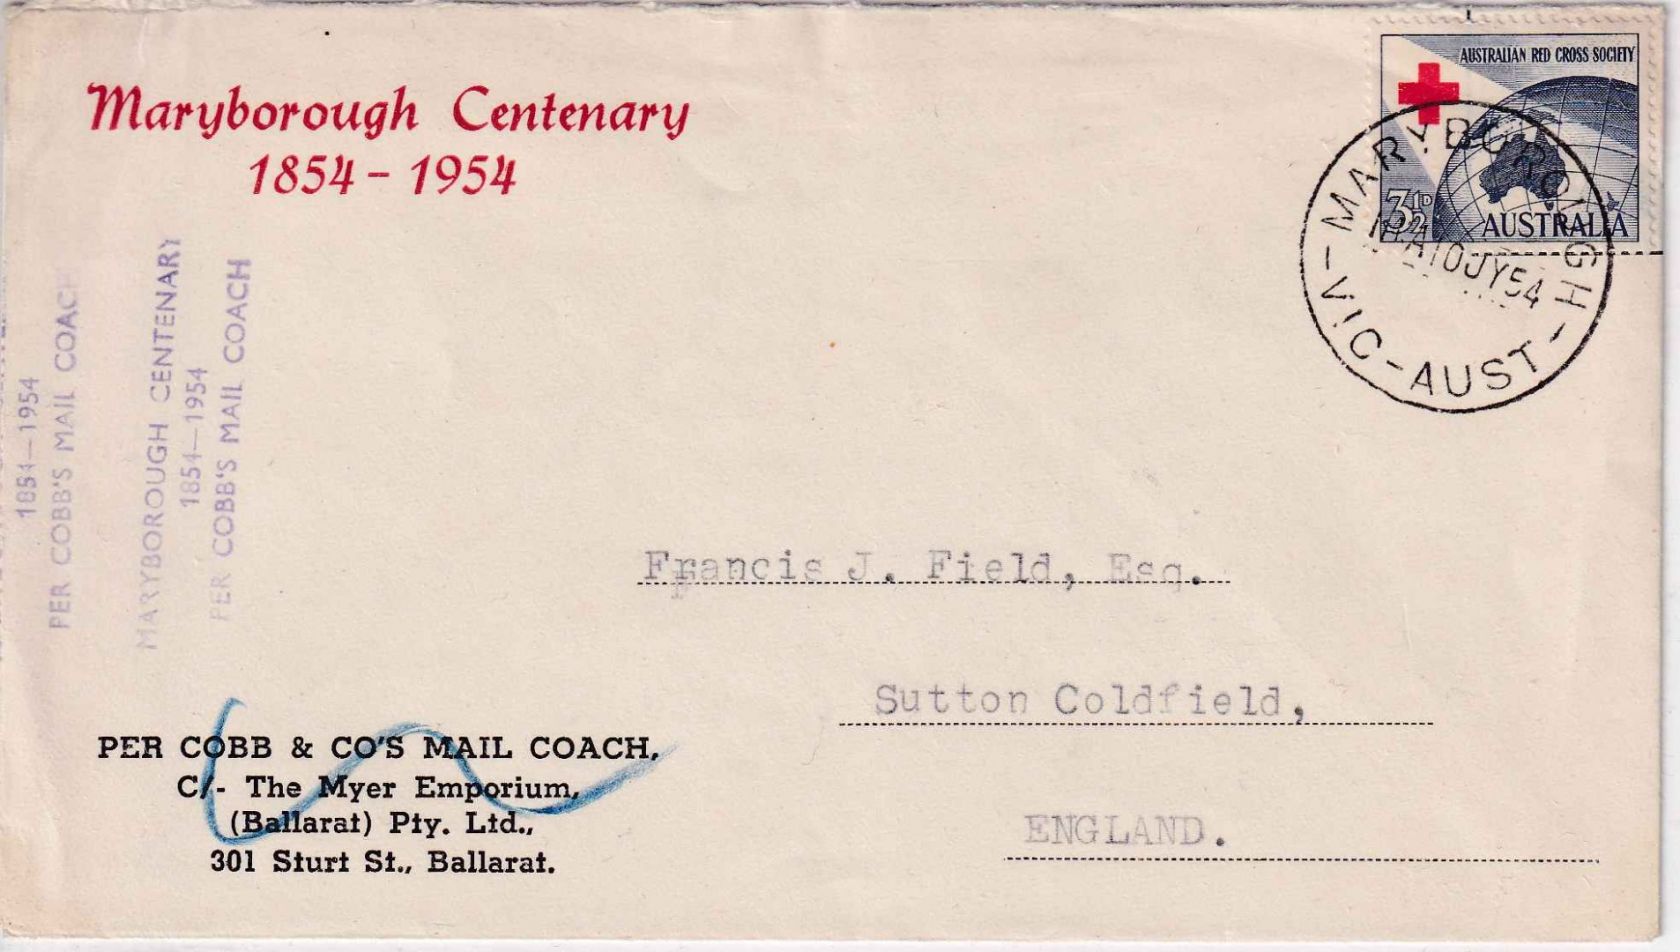 Maryborough Centenary
1854 - 1954
AUSTRALIAN RED CROSS SOCIETY
3½D
AUSTRALIA
MARYBOROUGH
10JY54
VIC-AUST
1854-1954
PER COBB'S MAIL COACH
MARYBOROUGH CENTENARY
1854-1954
PER COBB'S MAIL COACH
Francis J. Field, Esq.
Sutton Coldfield,
ENGLAND.
PER COBB & CO'S MAIL COACH,
C/- The Myer Emporium,
(Ballarat) Pty. Ltd.,
301 Sturt St., Ballarat.